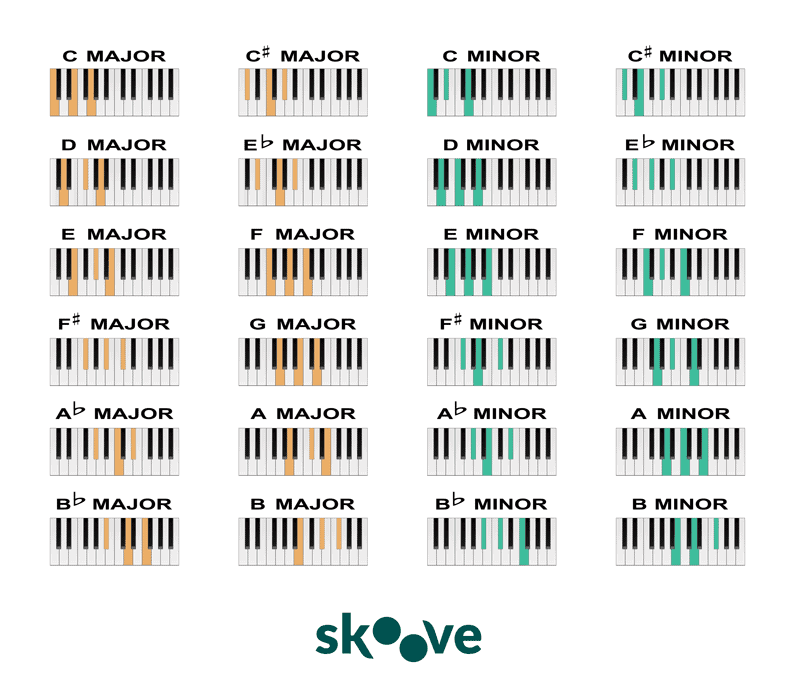 C MAJOR C♯ MAJOR C MINOR C♯ MINOR
D MAJOR E♭ MAJOR D MINOR E♭ MINOR
E MAJOR F MAJOR E MINOR F MINOR
F♯ MAJOR G MAJOR F♯ MINOR G MINOR
A♭ MAJOR A MAJOR A♭ MINOR A MINOR
B♭ MAJOR B MAJOR B♭ MINOR B MINOR
skoove